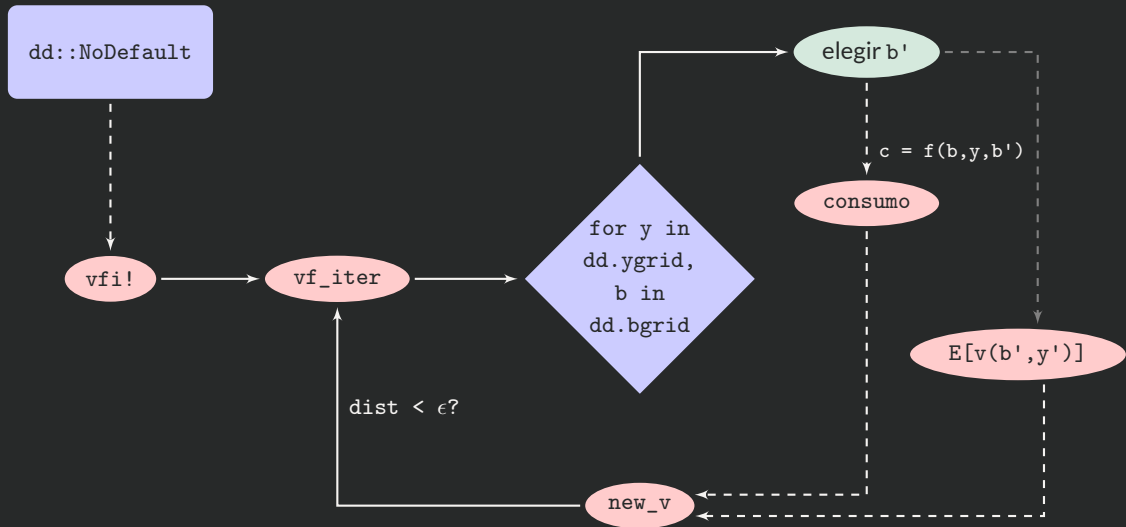 dd::NoDefault
elegir b'
c = f(b,y,b')
consumo
for y in
dd.ygrid,
b in
dd.bgrid
vfi!
vf_iter
E[v(b',y')]
dist < ϵ?
new_v